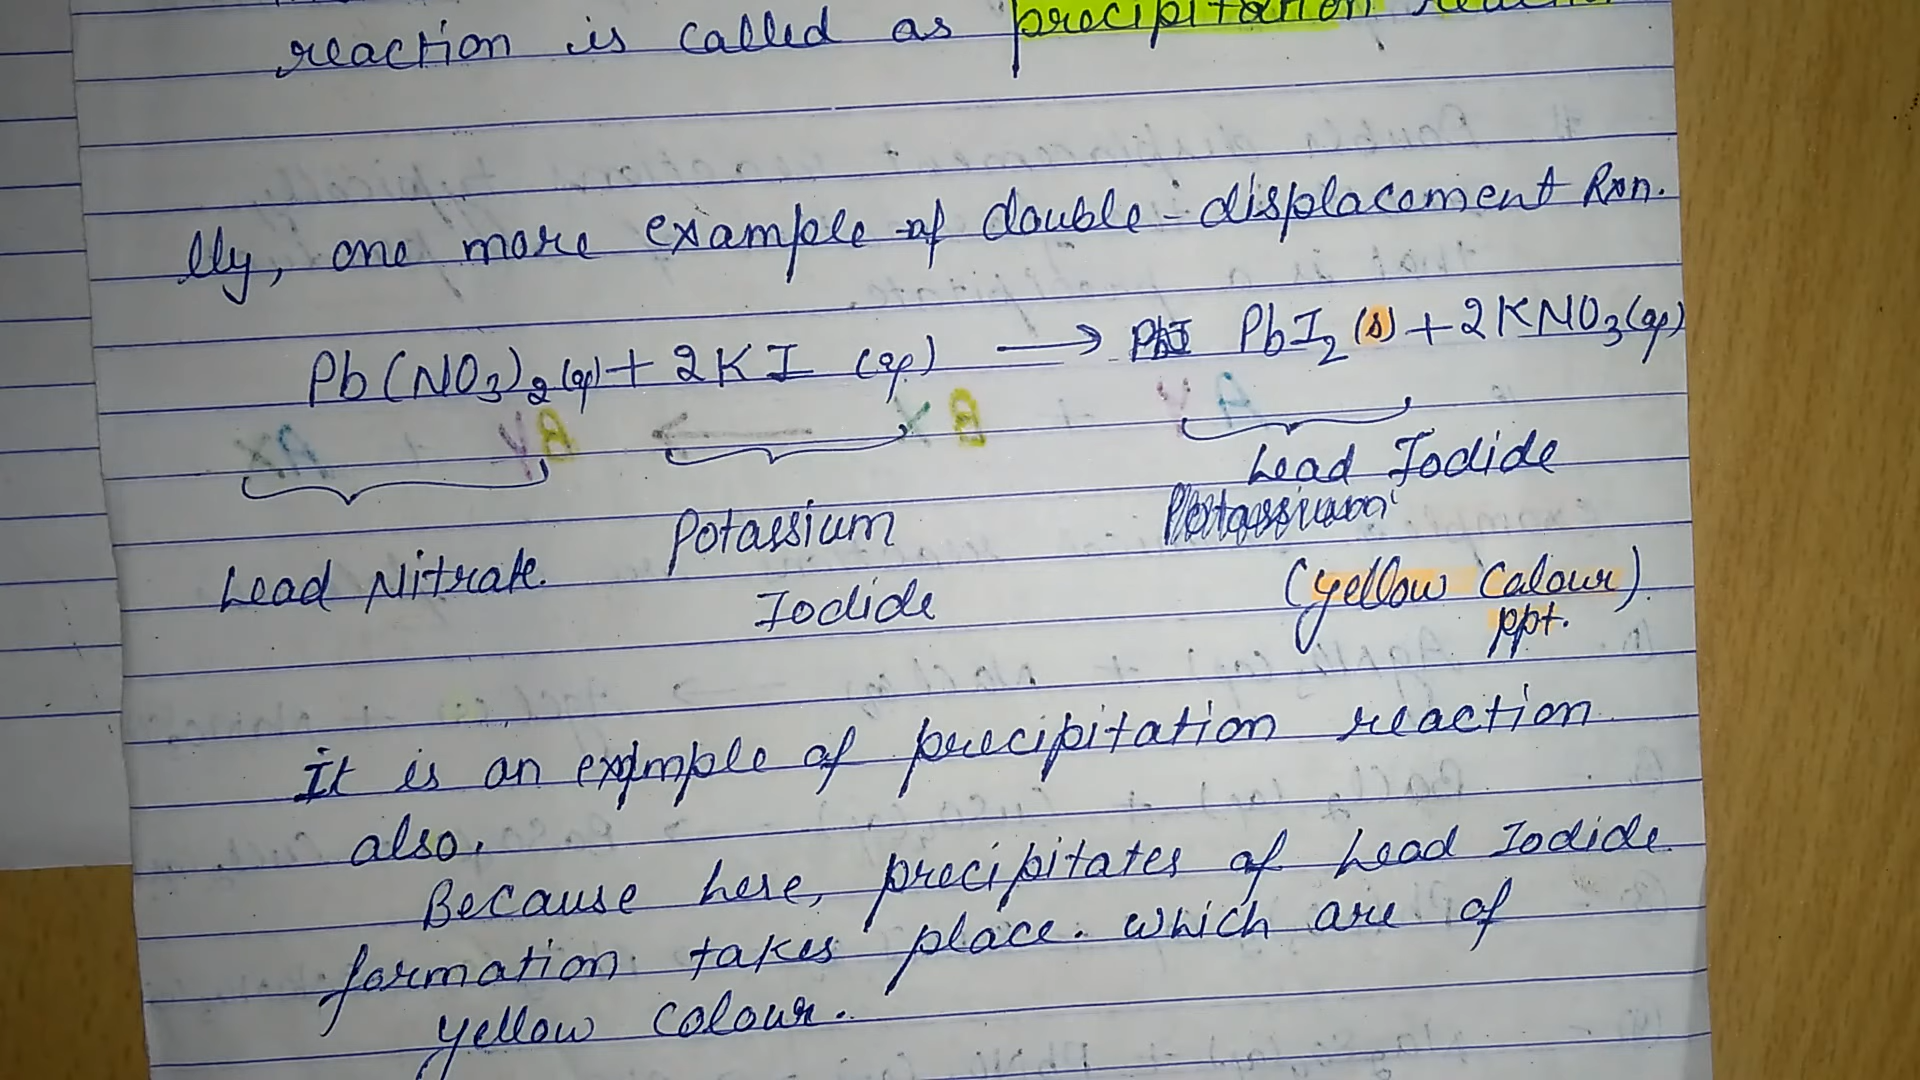 reaction is called as precipitation
lly, one more example of double-displacement Rxn.
Pb(NO3)2(aq) + 2KI (aq) ⟶ PbI PbI2 (s) + 2KNO3(aq)
Lead Iodide
Potassium Potassium
Lead Nitrate.
Iodide (yellow Colour)
ppt.
It is an example of precipitation reaction
also.
Because here, precipitates of Lead Iodide
formation takes place. which are of
yellow colour.